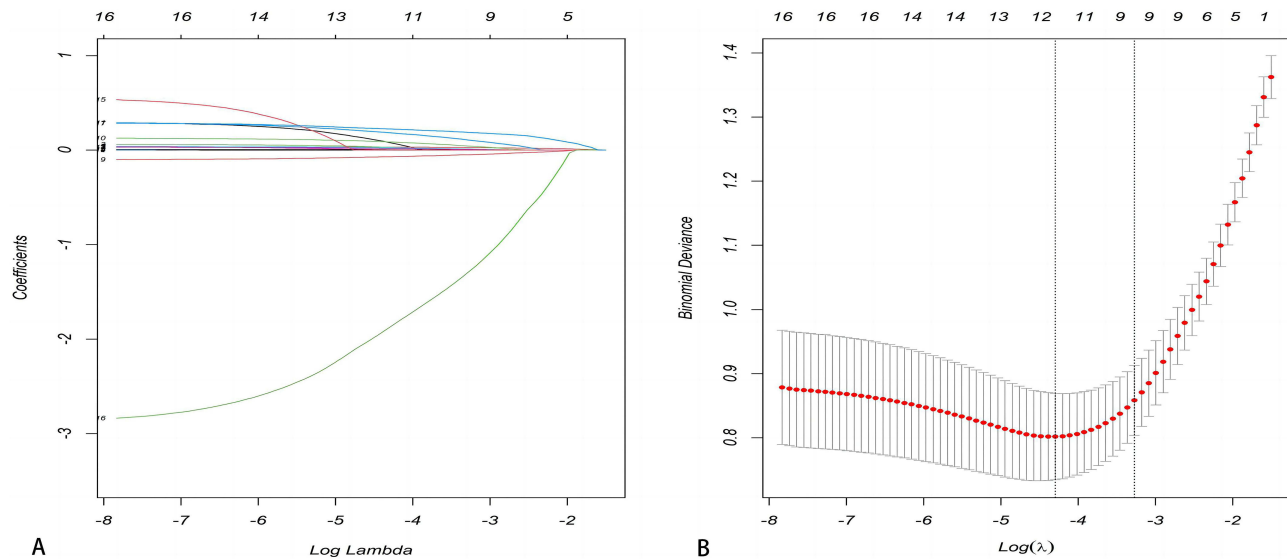 16 16 14 13 11 9 5
1
0
-1
-2
-3
Coefficients
15
17
10
9
16
-8 -7 -6 -5 -4 -3 -2
Log Lambda
A
16 16 16 14 14 13 12 11 9 9 9 6 5 1
1.4
1.3
1.2
1.1
1.0
0.9
0.8
Binomial Deviance
-8 -7 -6 -5 -4 -3 -2
Log(λ)
B